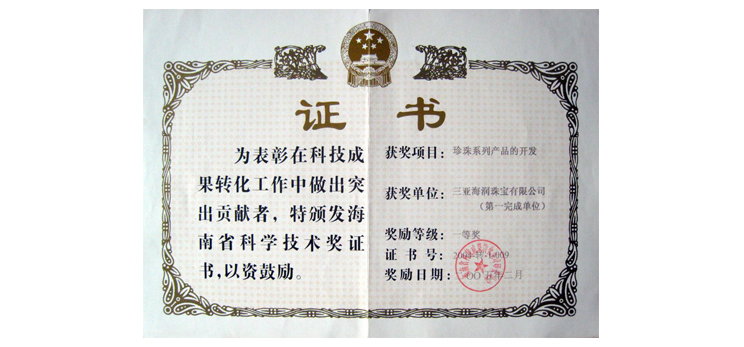 证书
为表彰在科技成
果转化工作中做出突
出贡献者，特颁发海
南省科学技术奖证
书，以资鼓励。
获奖项目：珍珠系列产品的开发
获奖单位：三亚海润珠宝有限公司
（第一完成单位）
奖励等级：一等奖
证书号：
奖励日期：二月